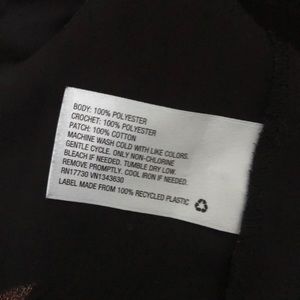 BODY: 100% POLYESTER
CROCHET: 100% POLYESTER
PATCH: 100% COTTON
MACHINE WASH COLD WITH LIKE COLORS.
GENTLE CYCLE. ONLY NON-CHLORINE
BLEACH IF NEEDED. TUMBLE DRY LOW.
REMOVE PROMPTLY. COOL IRON IF NEEDED.
RN17730 VN1343630
LABEL MADE FROM 100% RECYCLED PLASTIC